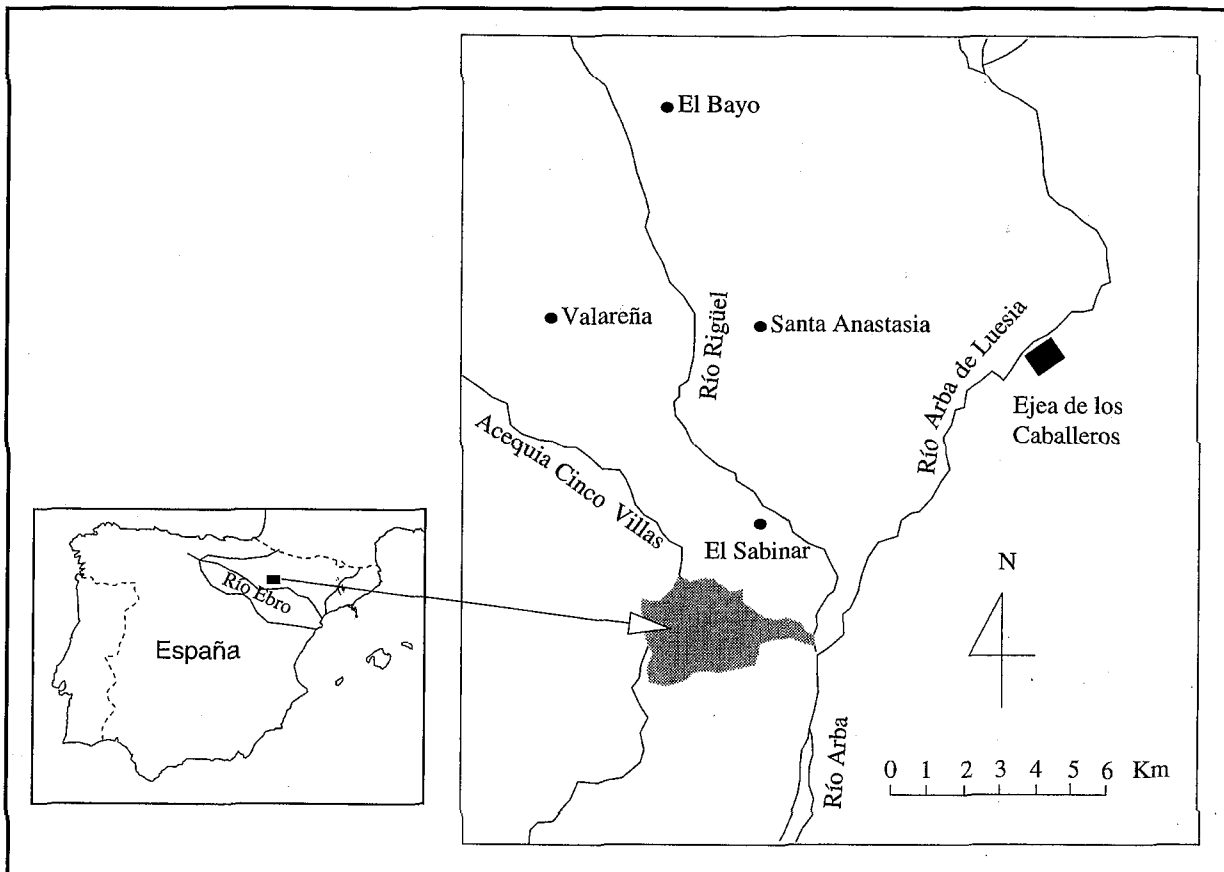 El Bayo
Valareña
Río Rigüel
Santa Anastasia
Río Arba de Luesia
Ejea de los
Caballeros
Acequia Cinco Villas
El Sabinar
Río Ebro
España
N
Río Arba
0 1 2 3 4 5 6 Km